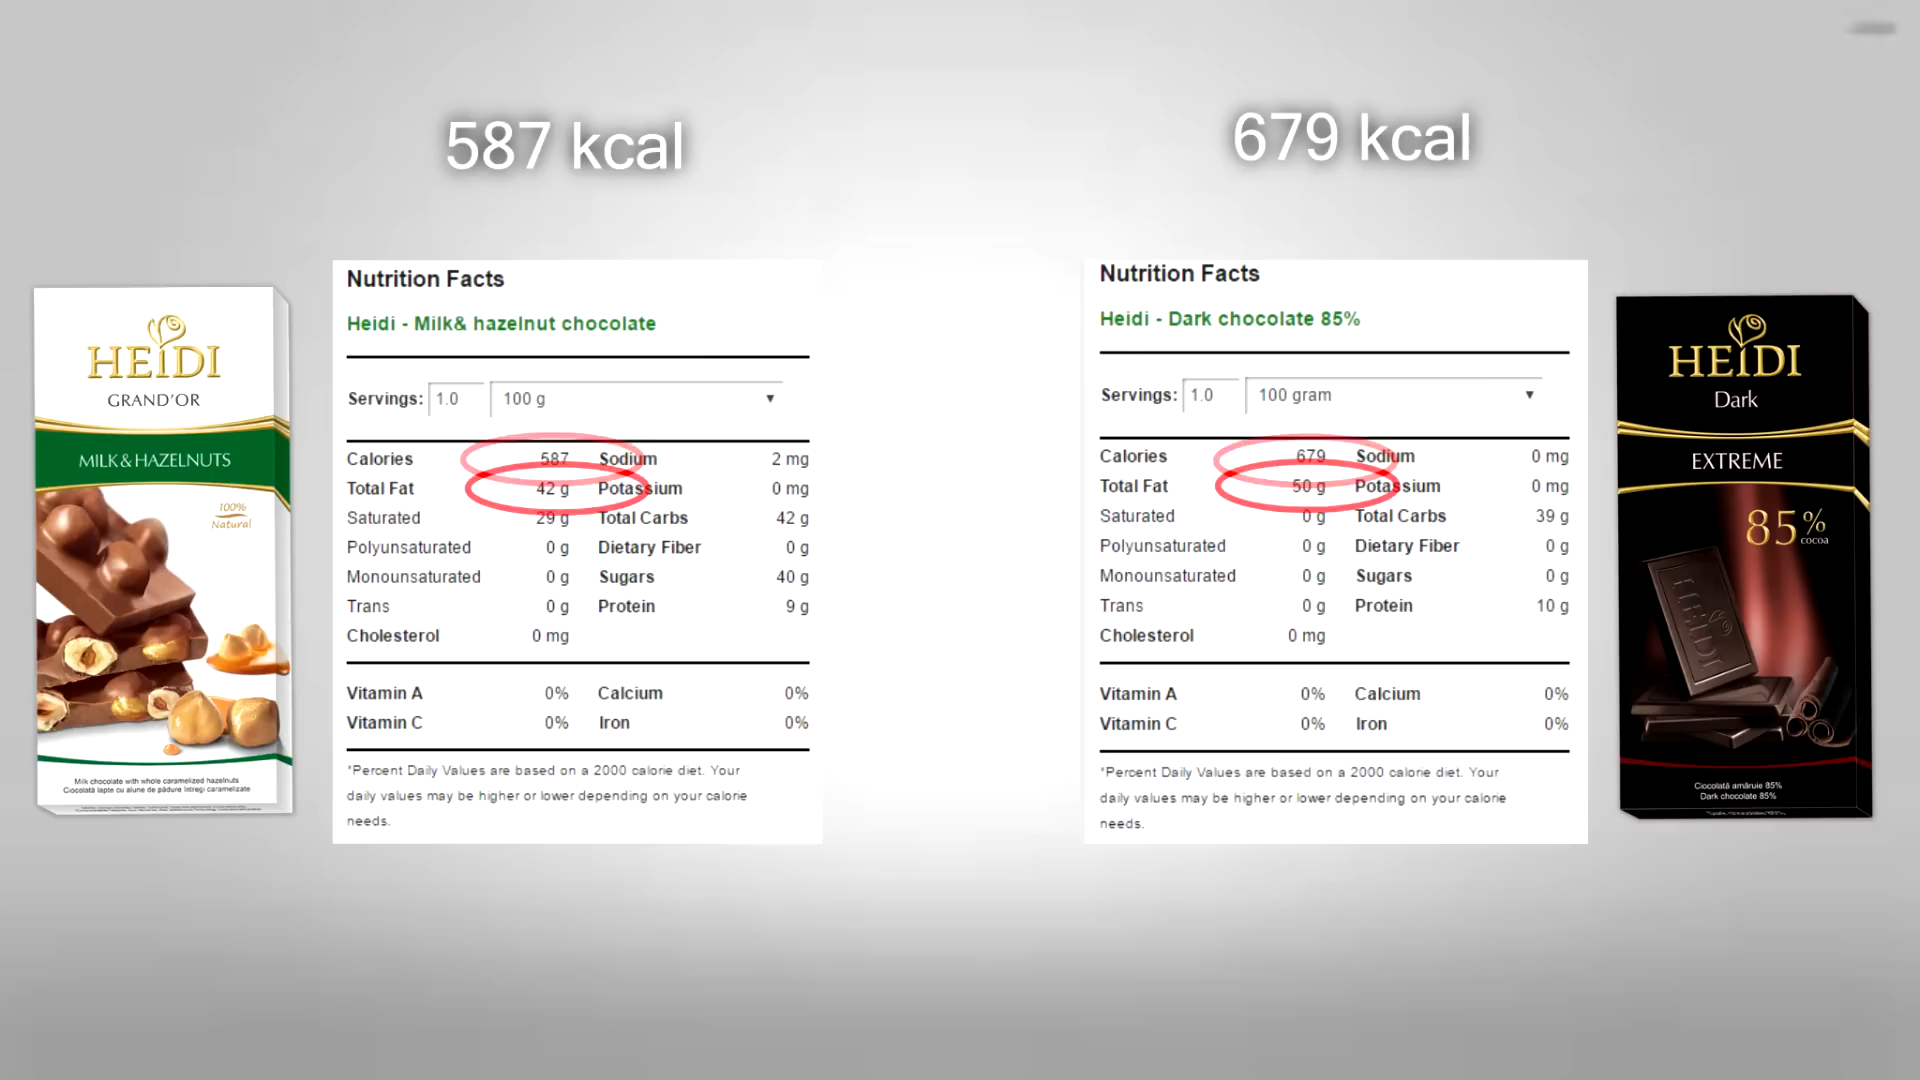 587 kcal
679 kcal
HEIDI
GRAND'OR
MILK & HAZELNUTS
100%
Natural
Milk chocolate with whole caramelized hazelnuts
Ciocolată lapte cu alune de pădure întregi caramelizate
Nutrition Facts
Heidi - Milk& hazelnut chocolate
Servings: 1.0 100 g
Calories 587 Sodium 2 mg
Total Fat 42 g Potassium 0 mg
Saturated 29 g Total Carbs 42 g
Polyunsaturated 0 g Dietary Fiber 0 g
Monounsaturated 0 g Sugars 40 g
Trans 0 g Protein 9 g
Cholesterol 0 mg
Vitamin A 0% Calcium 0%
Vitamin C 0% Iron 0%
*Percent Daily Values are based on a 2000 calorie diet. Your
daily values may be higher or lower depending on your calorie
needs.
Nutrition Facts
Heidi - Dark chocolate 85%
Servings: 1.0 100 gram
Calories 679 Sodium 0 mg
Total Fat 50 g Potassium 0 mg
Saturated 0 g Total Carbs 39 g
Polyunsaturated 0 g Dietary Fiber 0 g
Monounsaturated 0 g Sugars 0 g
Trans 0 g Protein 10 g
Cholesterol 0 mg
Vitamin A 0% Calcium 0%
Vitamin C 0% Iron 0%
*Percent Daily Values are based on a 2000 calorie diet. Your
daily values may be higher or lower depending on your calorie
needs.
HEIDI
Dark
EXTREME
85%
cocoa
HEIDI
Ciocolată amăruie 85%
Dark chocolate 85%